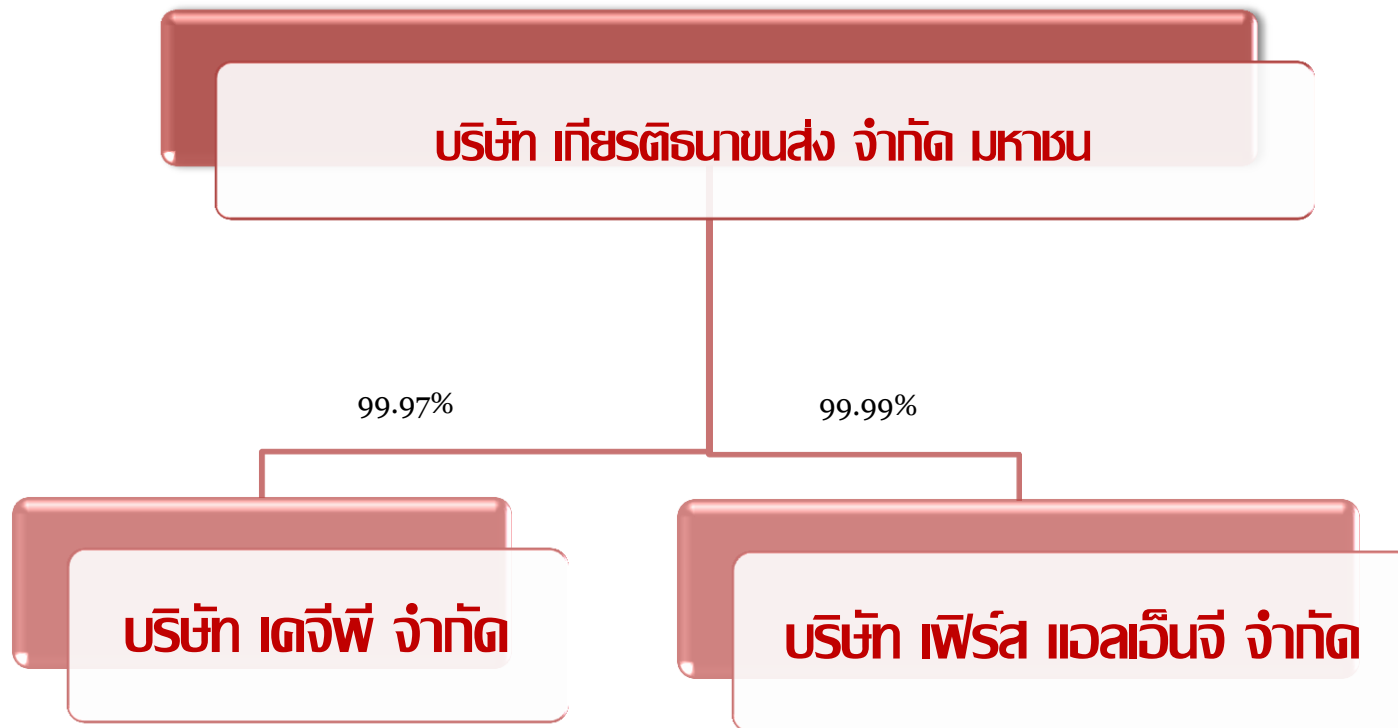 บริษัท เกียรติธนาขนส่ง จำกัด มหาชน
99.97%
99.99%
บริษัท เคจีพี จำกัด
บริษัท เฟิร์ส แอลเอ็นจี จำกัด